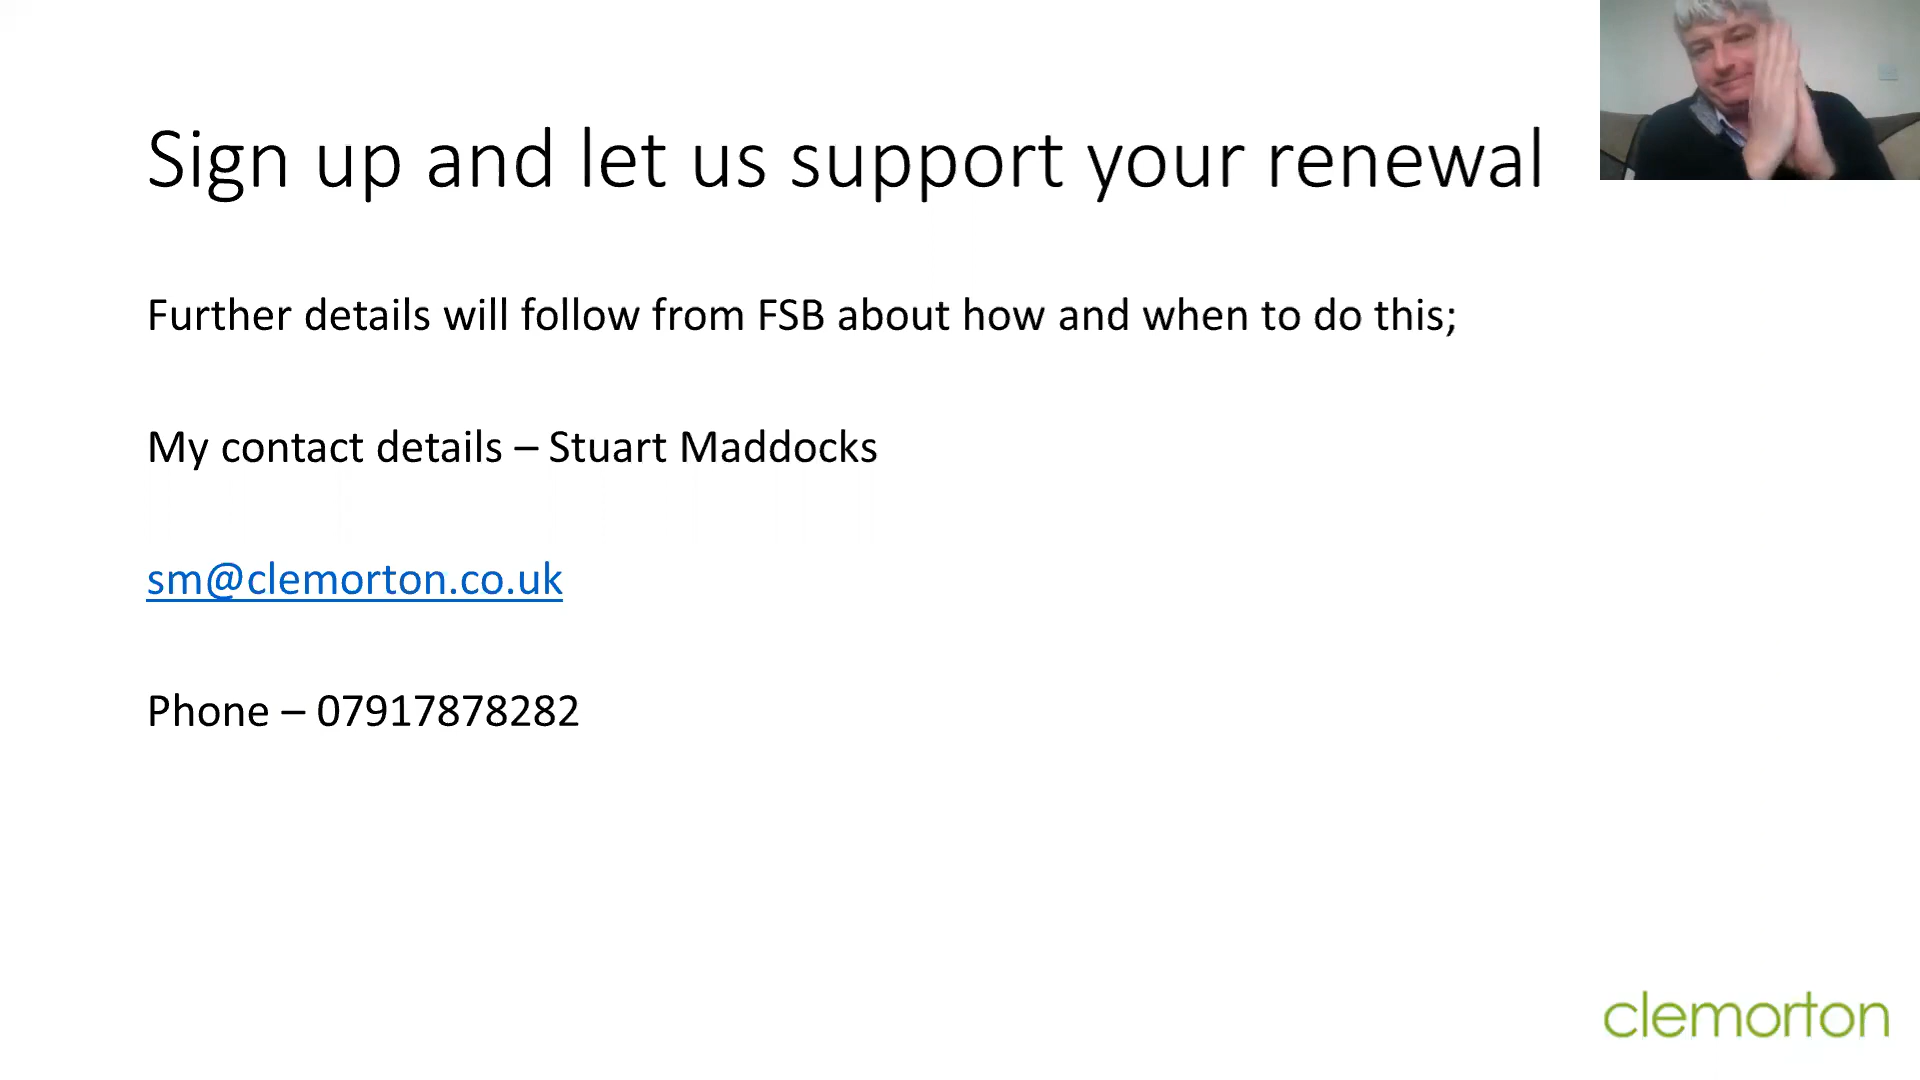 Sign up and let us support your renewal
Further details will follow from FSB about how and when to do this;
My contact details – Stuart Maddocks
sm@clemorton.co.uk
Phone – 07917878282
clemorton